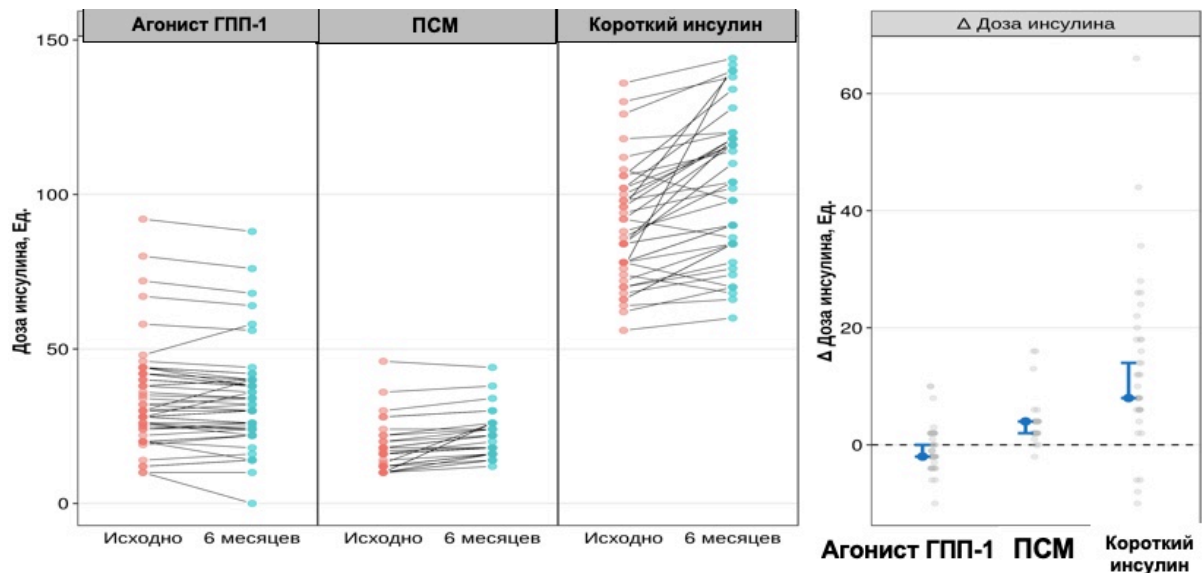 Агонист ГПП-1
ПСМ
Короткий инсулин
Δ Доза инсулина
Доза инсулина, Ед.
150
100
50
0
Исходно
6 месяцев
Исходно
6 месяцев
Исходно
6 месяцев
Δ Доза инсулина, Ед.
60
40
20
0
Агонист ГПП-1
ПСМ
Короткий
инсулин